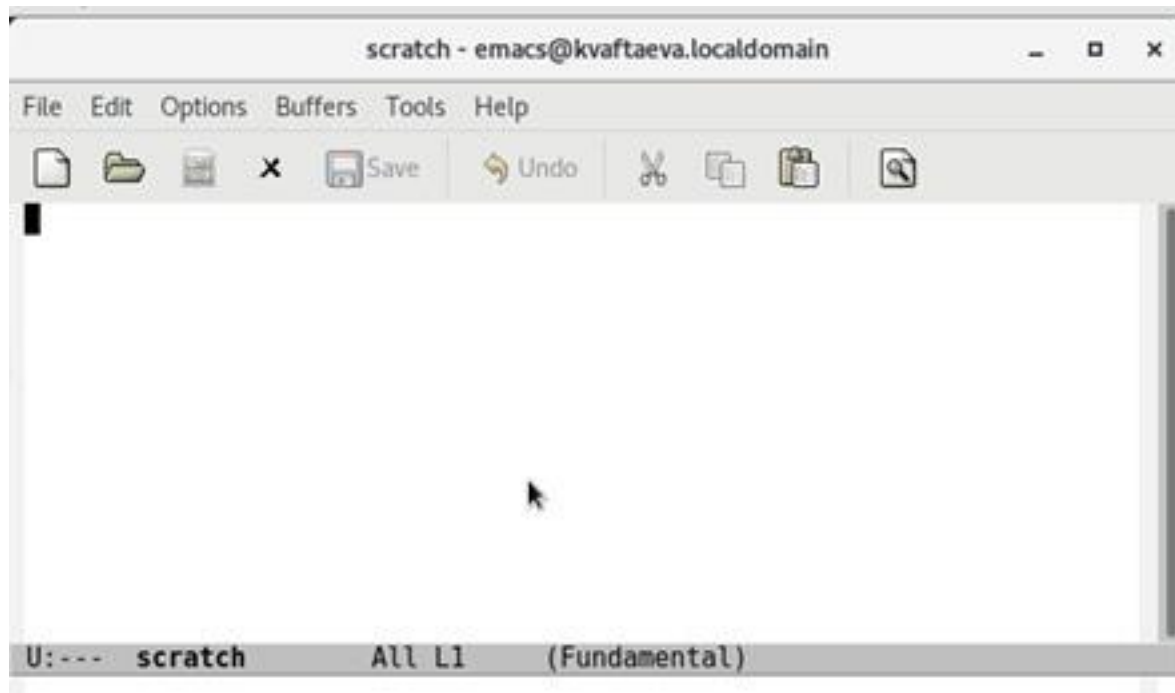 scratch - emacs@kvaftaeva.localdomain
File Edit Options Buffers Tools Help
Save Undo
U:--- scratch All L1 (Fundamental)